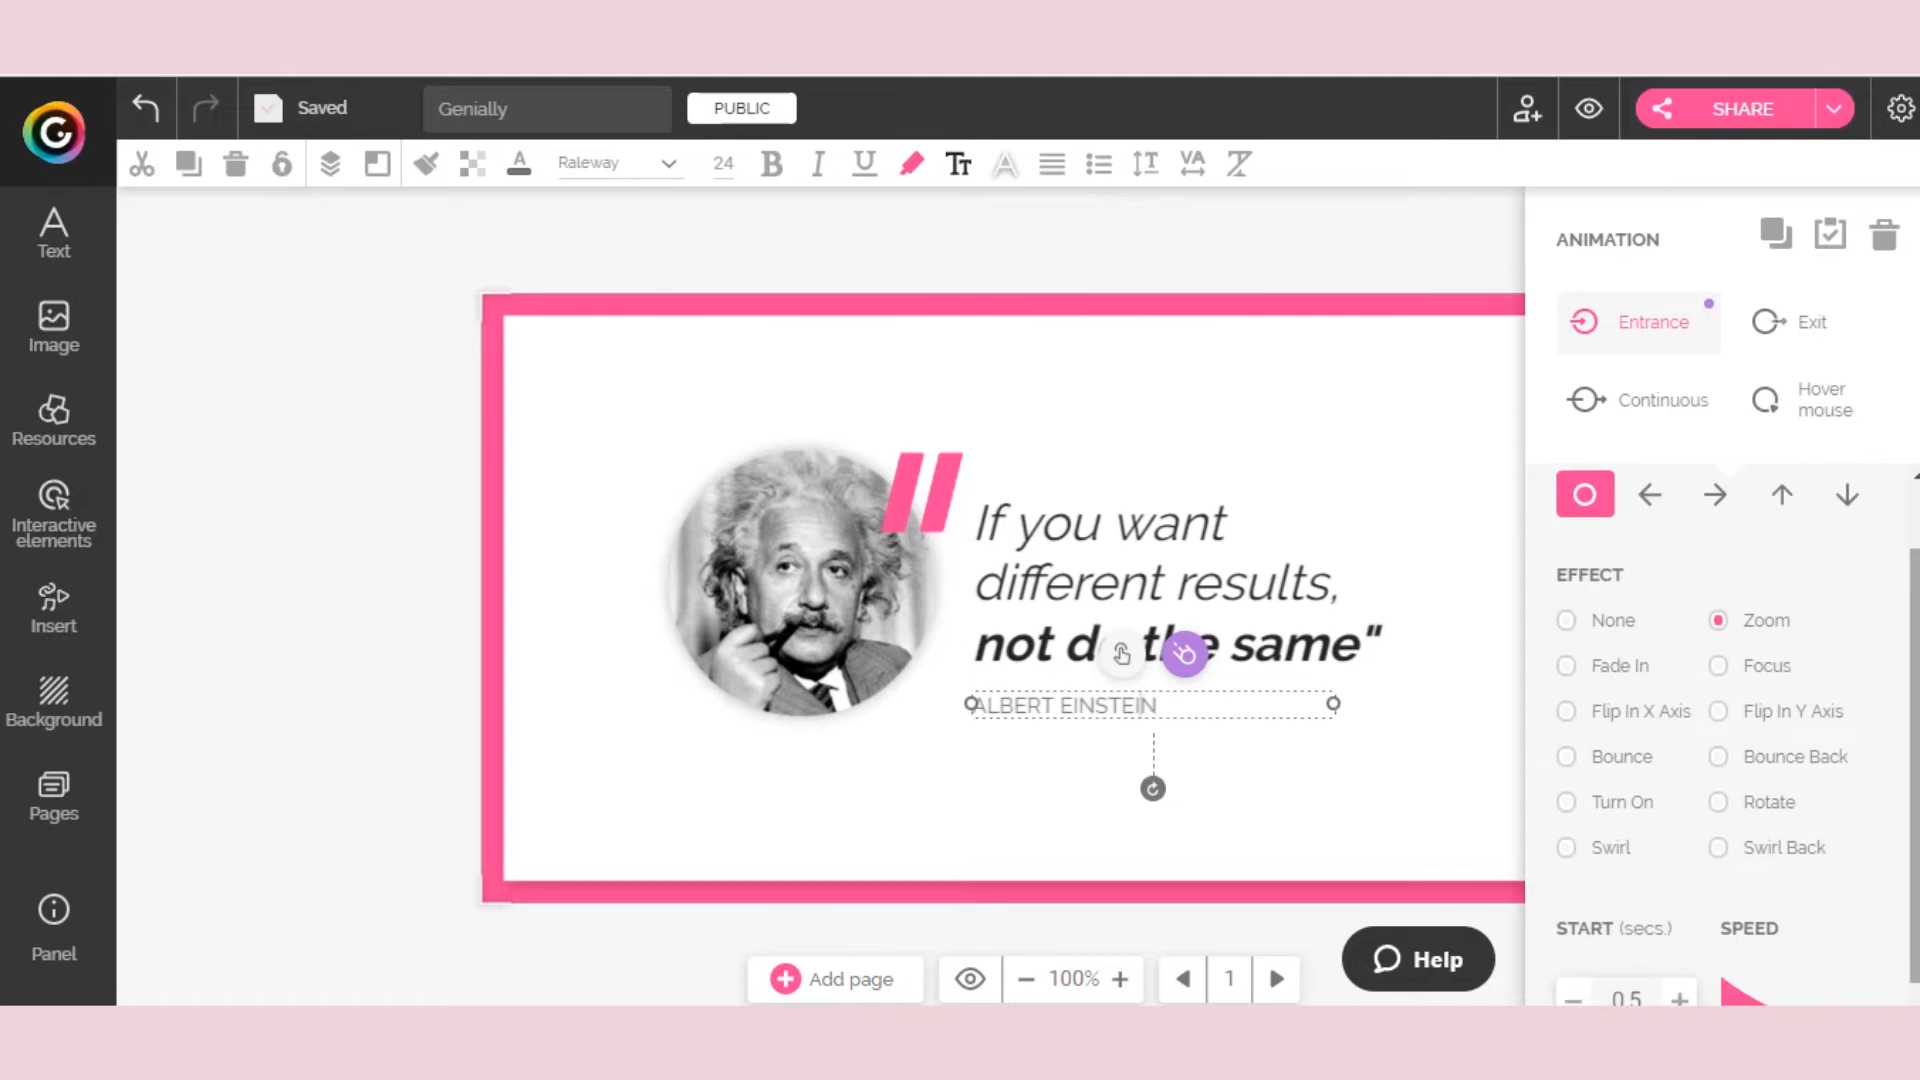 Saved
Genially
PUBLIC
SHARE
Raleway
24
B I U Tт A VA
Text
Image
Resources
Interactive
elements
Insert
Background
Pages
Panel
"
If you want
different results,
not d the same"
ALBERT EINSTEIN
Add page
100%
1
Help
ANIMATION
Entrance
Exit
Continuous
Hover
mouse
EFFECT
None
Zoom
Fade In
Focus
Flip In X Axis
Flip In Y Axis
Bounce
Bounce Back
Turn On
Rotate
Swirl
Swirl Back
START (secs.)
SPEED
0.5